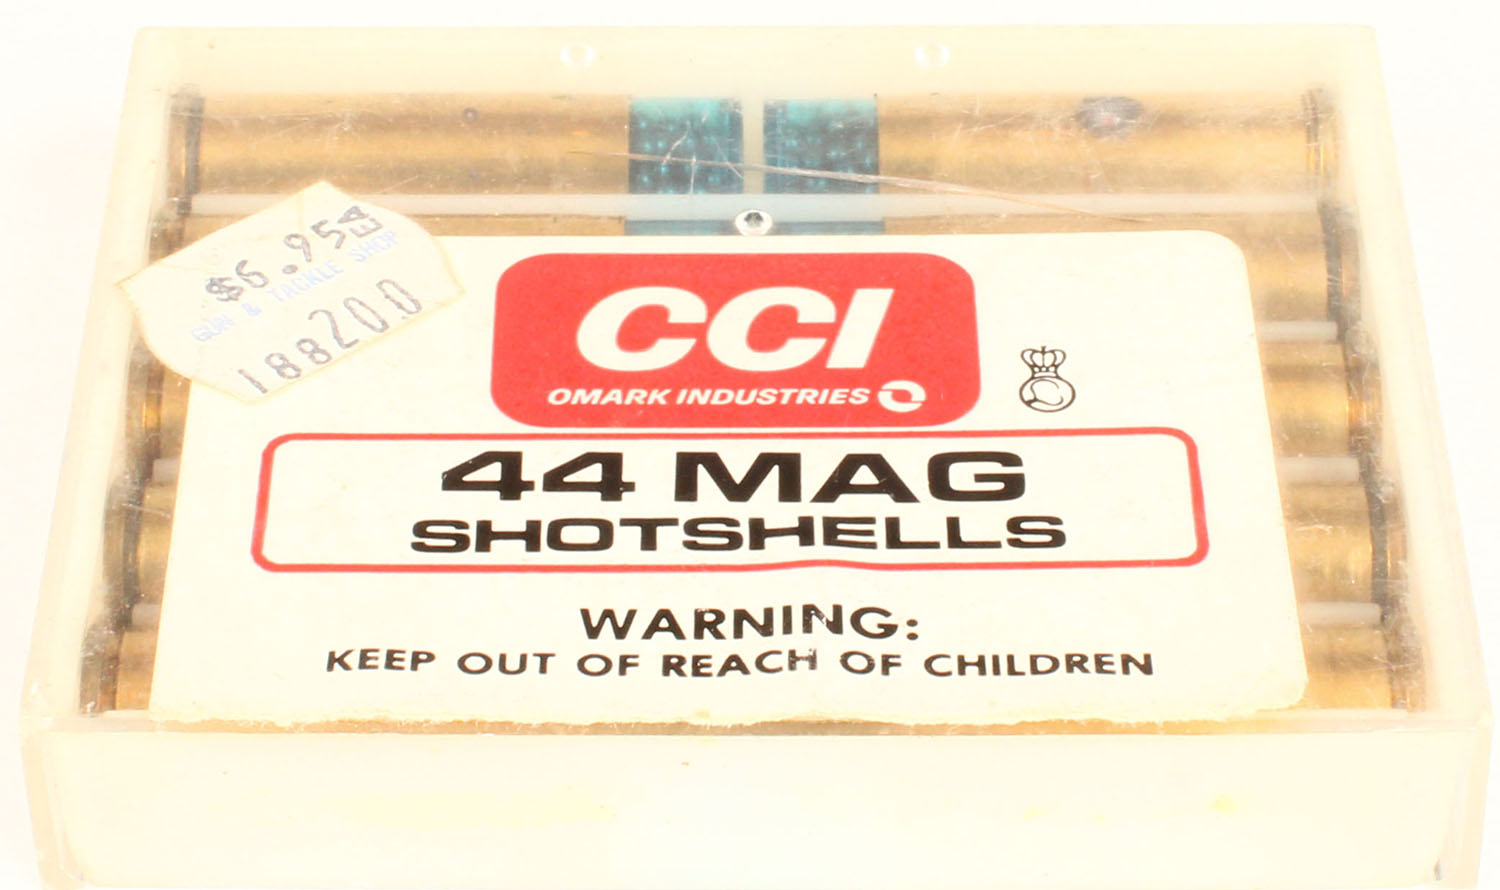 $6.95 EA
GUN & TACKLE SHOP
188200
CCI
OMARK INDUSTRIES
C
44 MAG
SHOTSHELLS
WARNING:
KEEP OUT OF REACH OF CHILDREN